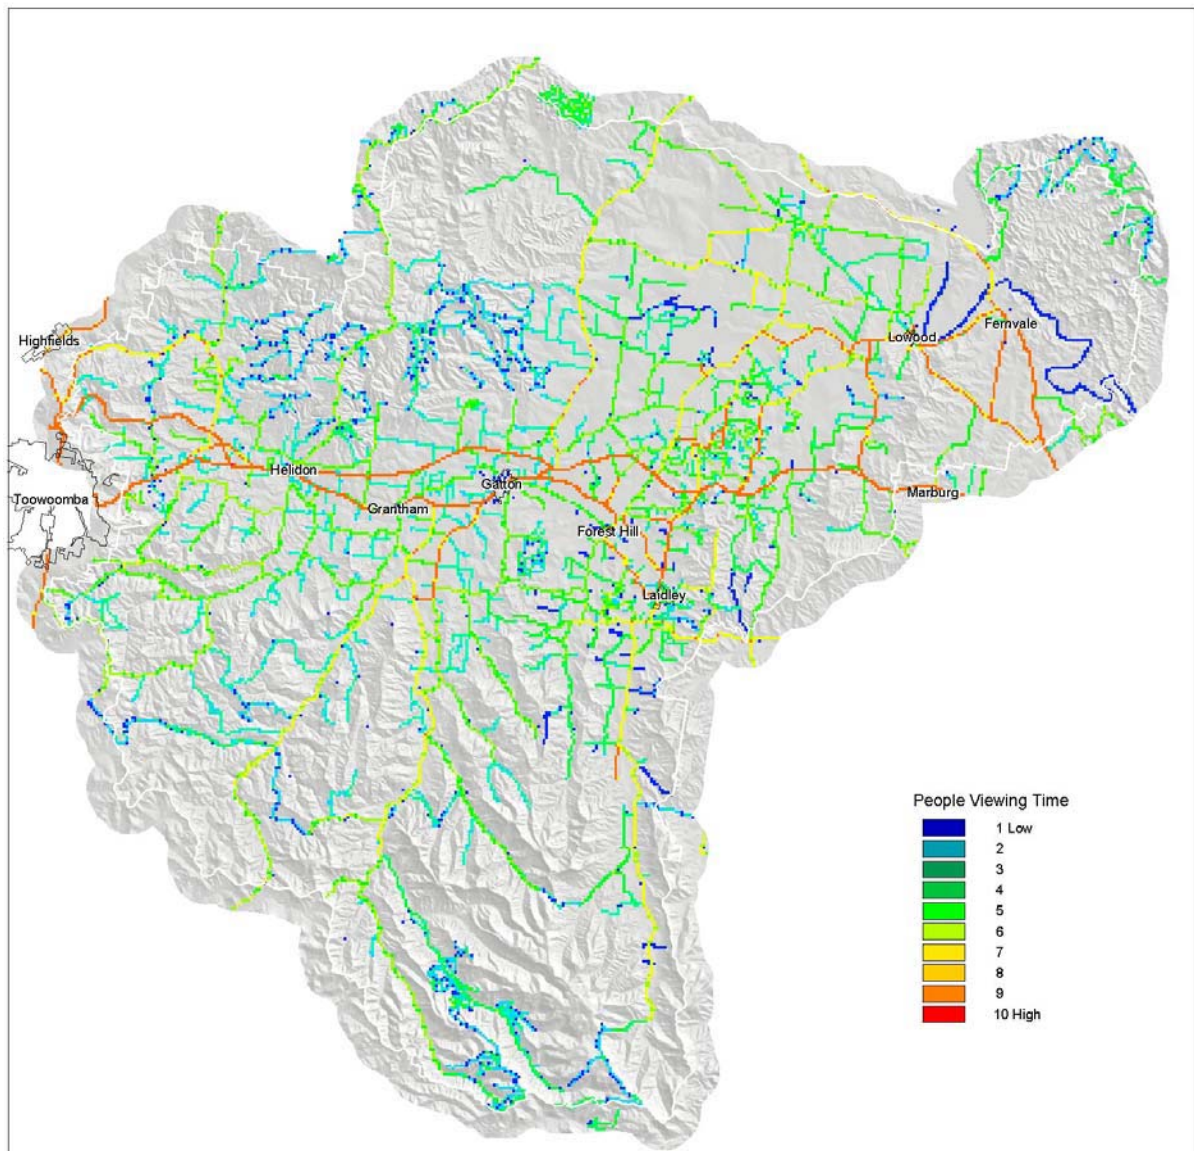 Highfields
Fernvale
Lowood
Helidon
Toowoomba
Gatton
Marburg
Grantham
Forest Hill
Laidley
People Viewing Time
1 Low
2
3
4
5
6
7
8
9
10 High